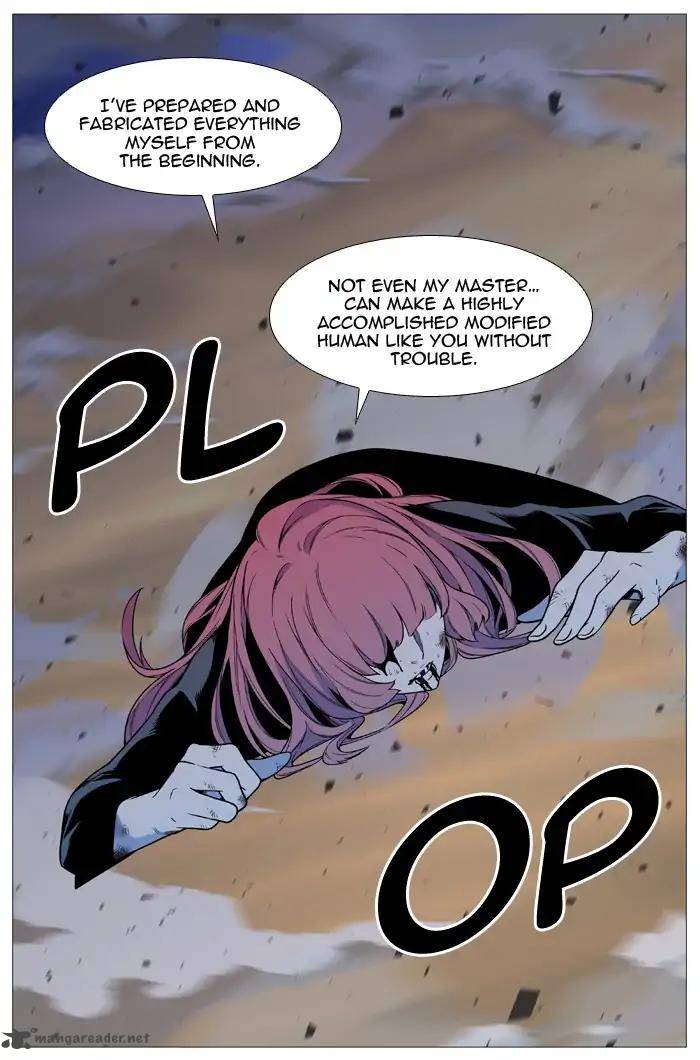 I'VE PREPARED AND
FABRICATED EVERYTHING
MYSELF FROM
THE BEGINNING.
NOT EVEN MY MASTER...
CAN MAKE A HIGHLY
ACCOMPLISHED MODIFIED
HUMAN LIKE YOU WITHOUT
TROUBLE.
PL
OP
mangareader.net